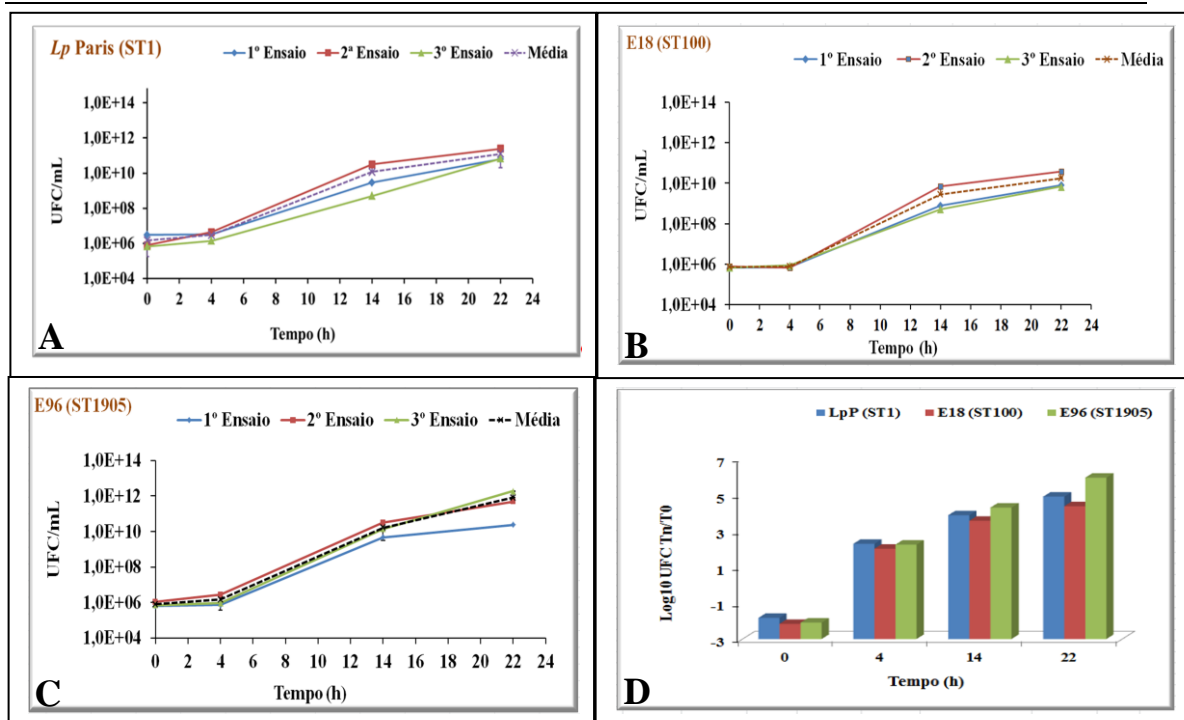 Lp Paris (ST1)
1º Ensaio 2ª Ensaio 3º Ensaio Média
1,0E+14
1,0E+12
1,0E+10
1,0E+08
1,0E+06
1,0E+04
UFC/mL
0 2 4 6 8 10 12 14 16 18 20 22 24
Tempo (h)
A
E18 (ST100)
1º Ensaio 2º Ensaio 3º Ensaio Média
1,0E+14
1,0E+12
1,0E+10
1,0E+08
1,0E+06
1,0E+04
UFC/mL
0 2 4 6 8 10 12 14 16 18 20 22 24
Tempo (h)
B
E96 (ST1905)
1º Ensaio 2º Ensaio 3º Ensaio Média
1,0E+14
1,0E+12
1,0E+10
1,0E+08
1,0E+06
1,0E+04
UFC/mL
0 2 4 6 8 10 12 14 16 18 20 22 24
Tempo (h)
C
LpP (ST1) E18 (ST100) E96 (ST1905)
7
5
3
1
-1
-3
Log10 UFC Tn/T0
0 4 14 22
Tempo (h)
D